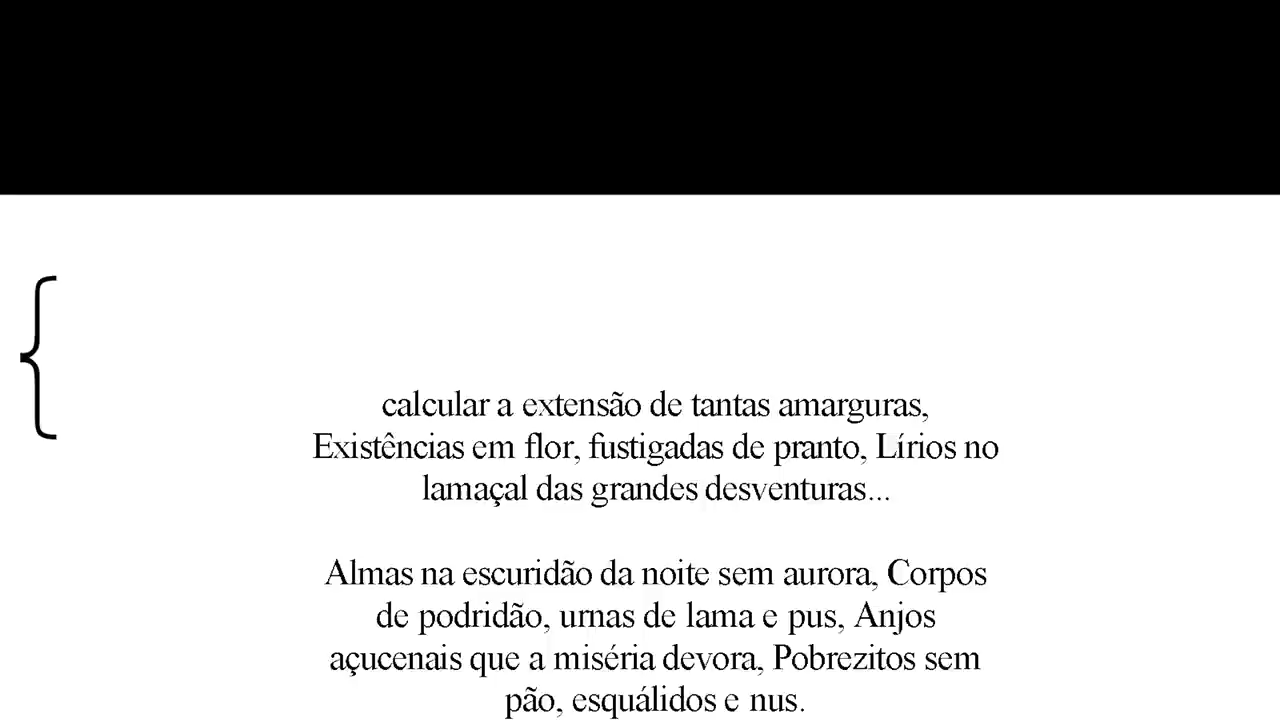 calcular a extensão de tantas amarguras,
Existências em flor, fustigadas de pranto, Lírios no
lamaçal das grandes desventuras...
Almas na escuridão da noite sem aurora, Corpos
de podridão, urnas de lama e pus, Anjos
açucenais que a miséria devora, Pobrezitos sem
pão, esquálidos e nus.